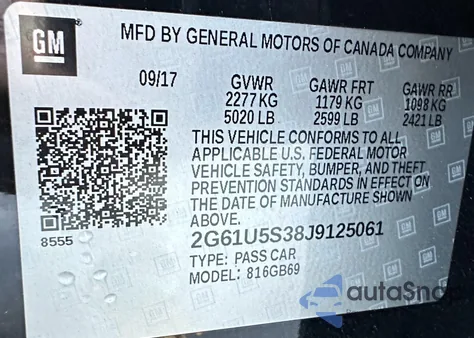 GM
MFD BY GENERAL MOTORS OF CANADA COMPANY
09/17 GVWR GAWR FRT GAWR RR
2277 KG 1179 KG 1098 KG
5020 LB 2599 LB 2421 LB
THIS VEHICLE CONFORMS TO ALL
APPLICABLE U.S. FEDERAL MOTOR
VEHICLE SAFETY, BUMPER, AND THEFT
PREVENTION STANDARDS IN EFFECT ON
THE DATE OF MANUFACTURE SHOWN
ABOVE.
8555
2G61U5S38J9125061
TYPE: PASS CAR
MODEL: 816GB69
autoSnap